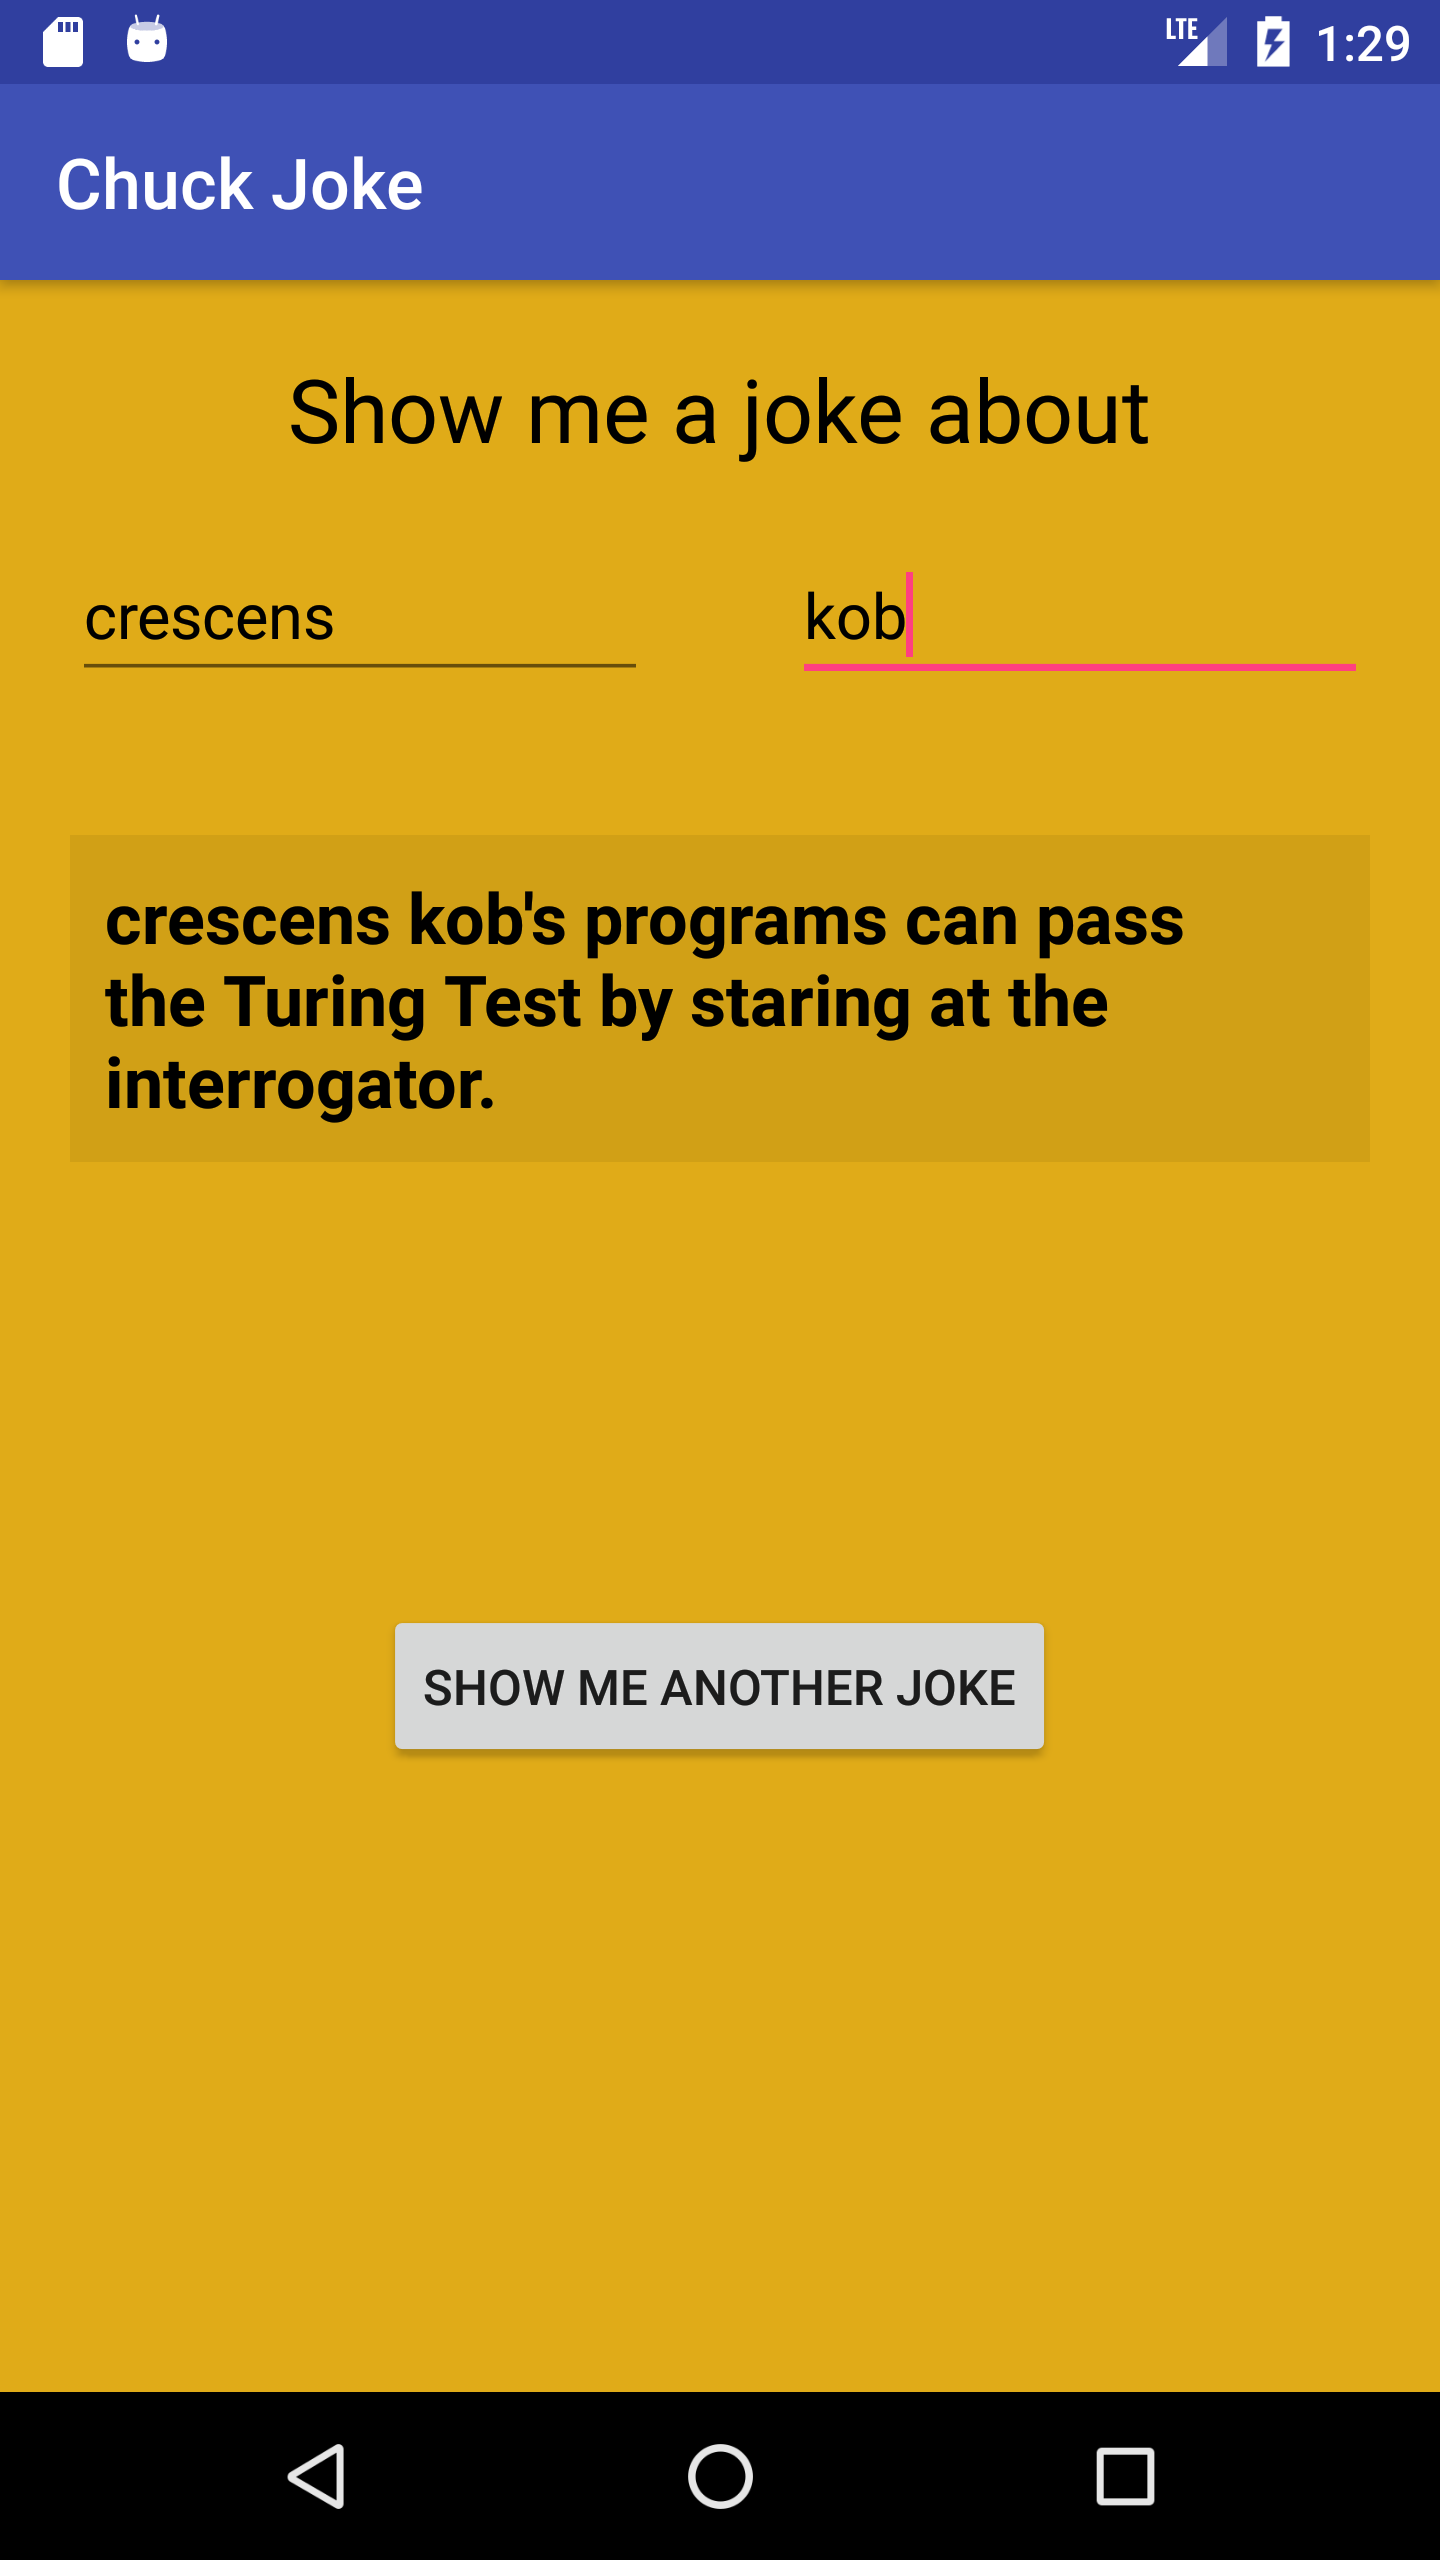 LTE 1:29
Chuck Joke
Show me a joke about
crescens kob
crescens kob's programs can pass
the Turing Test by staring at the
interrogator.
SHOW ME ANOTHER JOKE